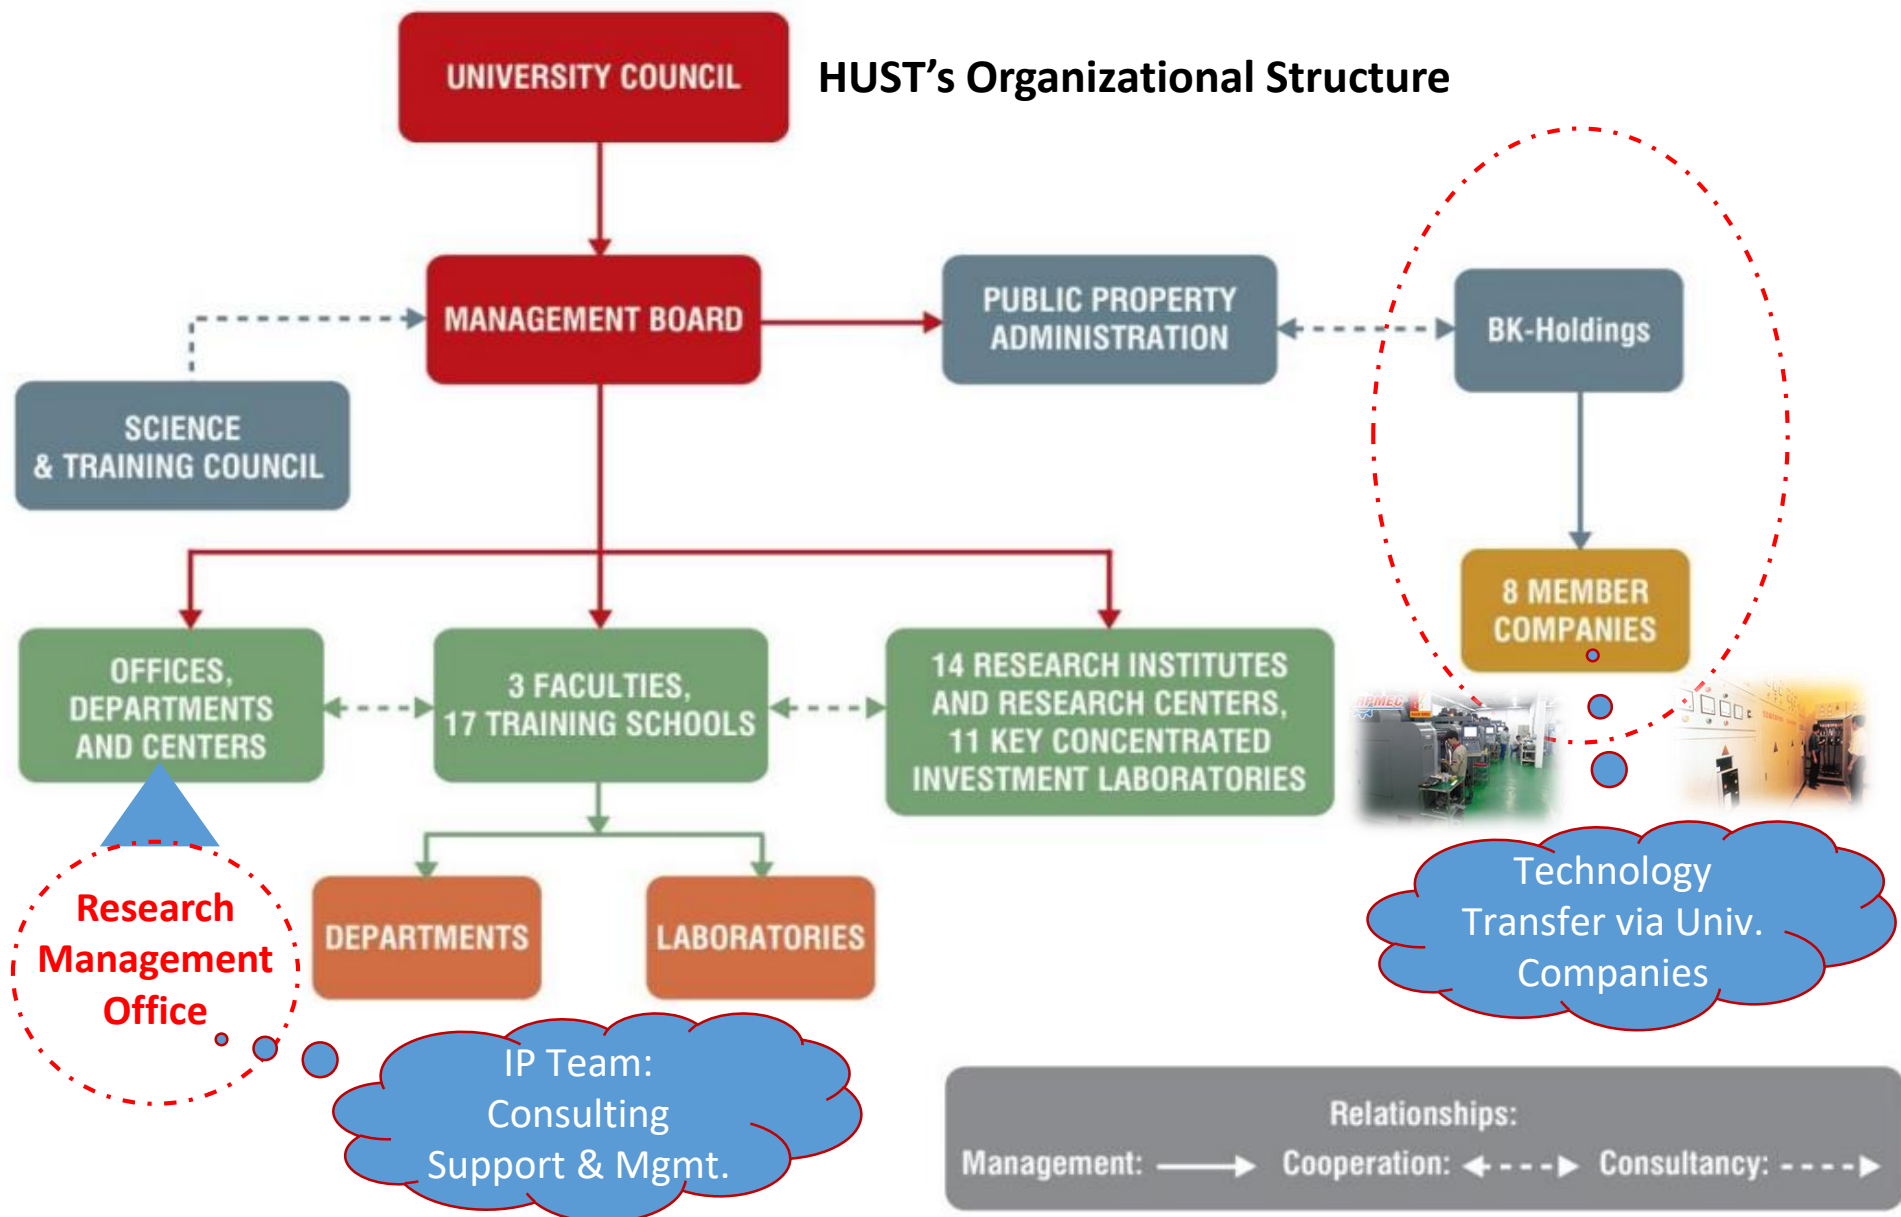 UNIVERSITY COUNCIL
HUST's Organizational Structure
MANAGEMENT BOARD
PUBLIC PROPERTY
ADMINISTRATION
BK-Holdings
SCIENCE
& TRAINING COUNCIL
8 MEMBER
COMPANIES
OFFICES,
DEPARTMENTS
AND CENTERS
3 FACULTIES,
17 TRAINING SCHOOLS
14 RESEARCH INSTITUTES
AND RESEARCH CENTERS,
11 KEY CONCENTRATED
INVESTMENT LABORATORIES
DEPARTMENTS
LABORATORIES
Research
Management
Office
IP Team:
Consulting
Support & Mgmt.
Technology
Transfer via Univ.
Companies
Relationships:
Management:
Cooperation:
Consultancy: